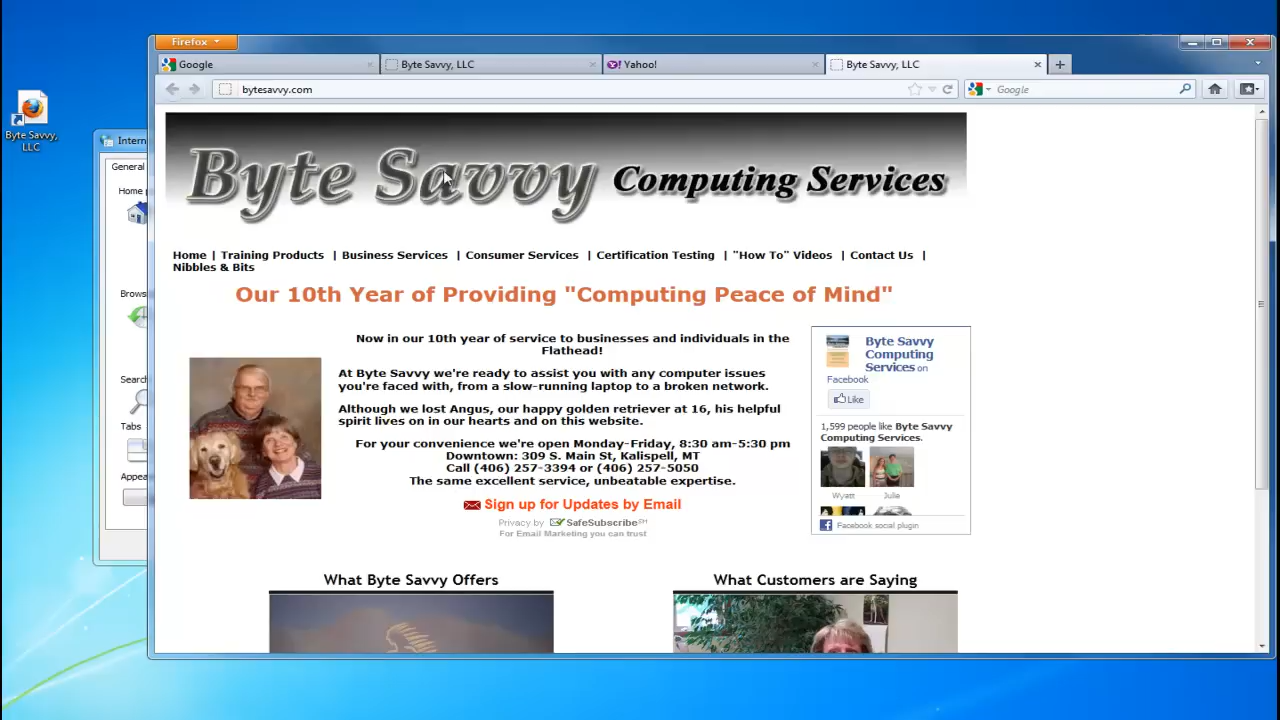 Firefox
Google
Byte Savvy, LLC
Yahoo!
Byte Savvy, LLC
bytesavvy.com
Google
Byte Savvy,
LLC
Intern
General
Home p
Brows
Search
Tabs
Appea
Byte Savvy Computing Services
Home | Training Products | Business Services | Consumer Services | Certification Testing | "How To" Videos | Contact Us |
Nibbles & Bits
Our 10th Year of Providing "Computing Peace of Mind"
Now in our 10th year of service to businesses and individuals in the
Flathead!
At Byte Savvy we're ready to assist you with any computer issues
you're faced with, from a slow-running laptop to a broken network.
Although we lost Angus, our happy golden retriever at 16, his helpful
spirit lives on in our hearts and on this website.
For your convenience we're open Monday-Friday, 8:30 am-5:30 pm
Downtown: 309 S. Main St, Kalispell, MT
Call (406) 257-3394 or (406) 257-5050
The same excellent service, unbeatable expertise.
Sign up for Updates by Email
Privacy by SafeSubscribe℠
For Email Marketing you can trust
Byte Savvy
Computing
Services on
Facebook
Like
1,599 people like Byte Savvy
Computing Services.
Wyatt Julie
Facebook social plugin
What Byte Savvy Offers
What Customers are Saying